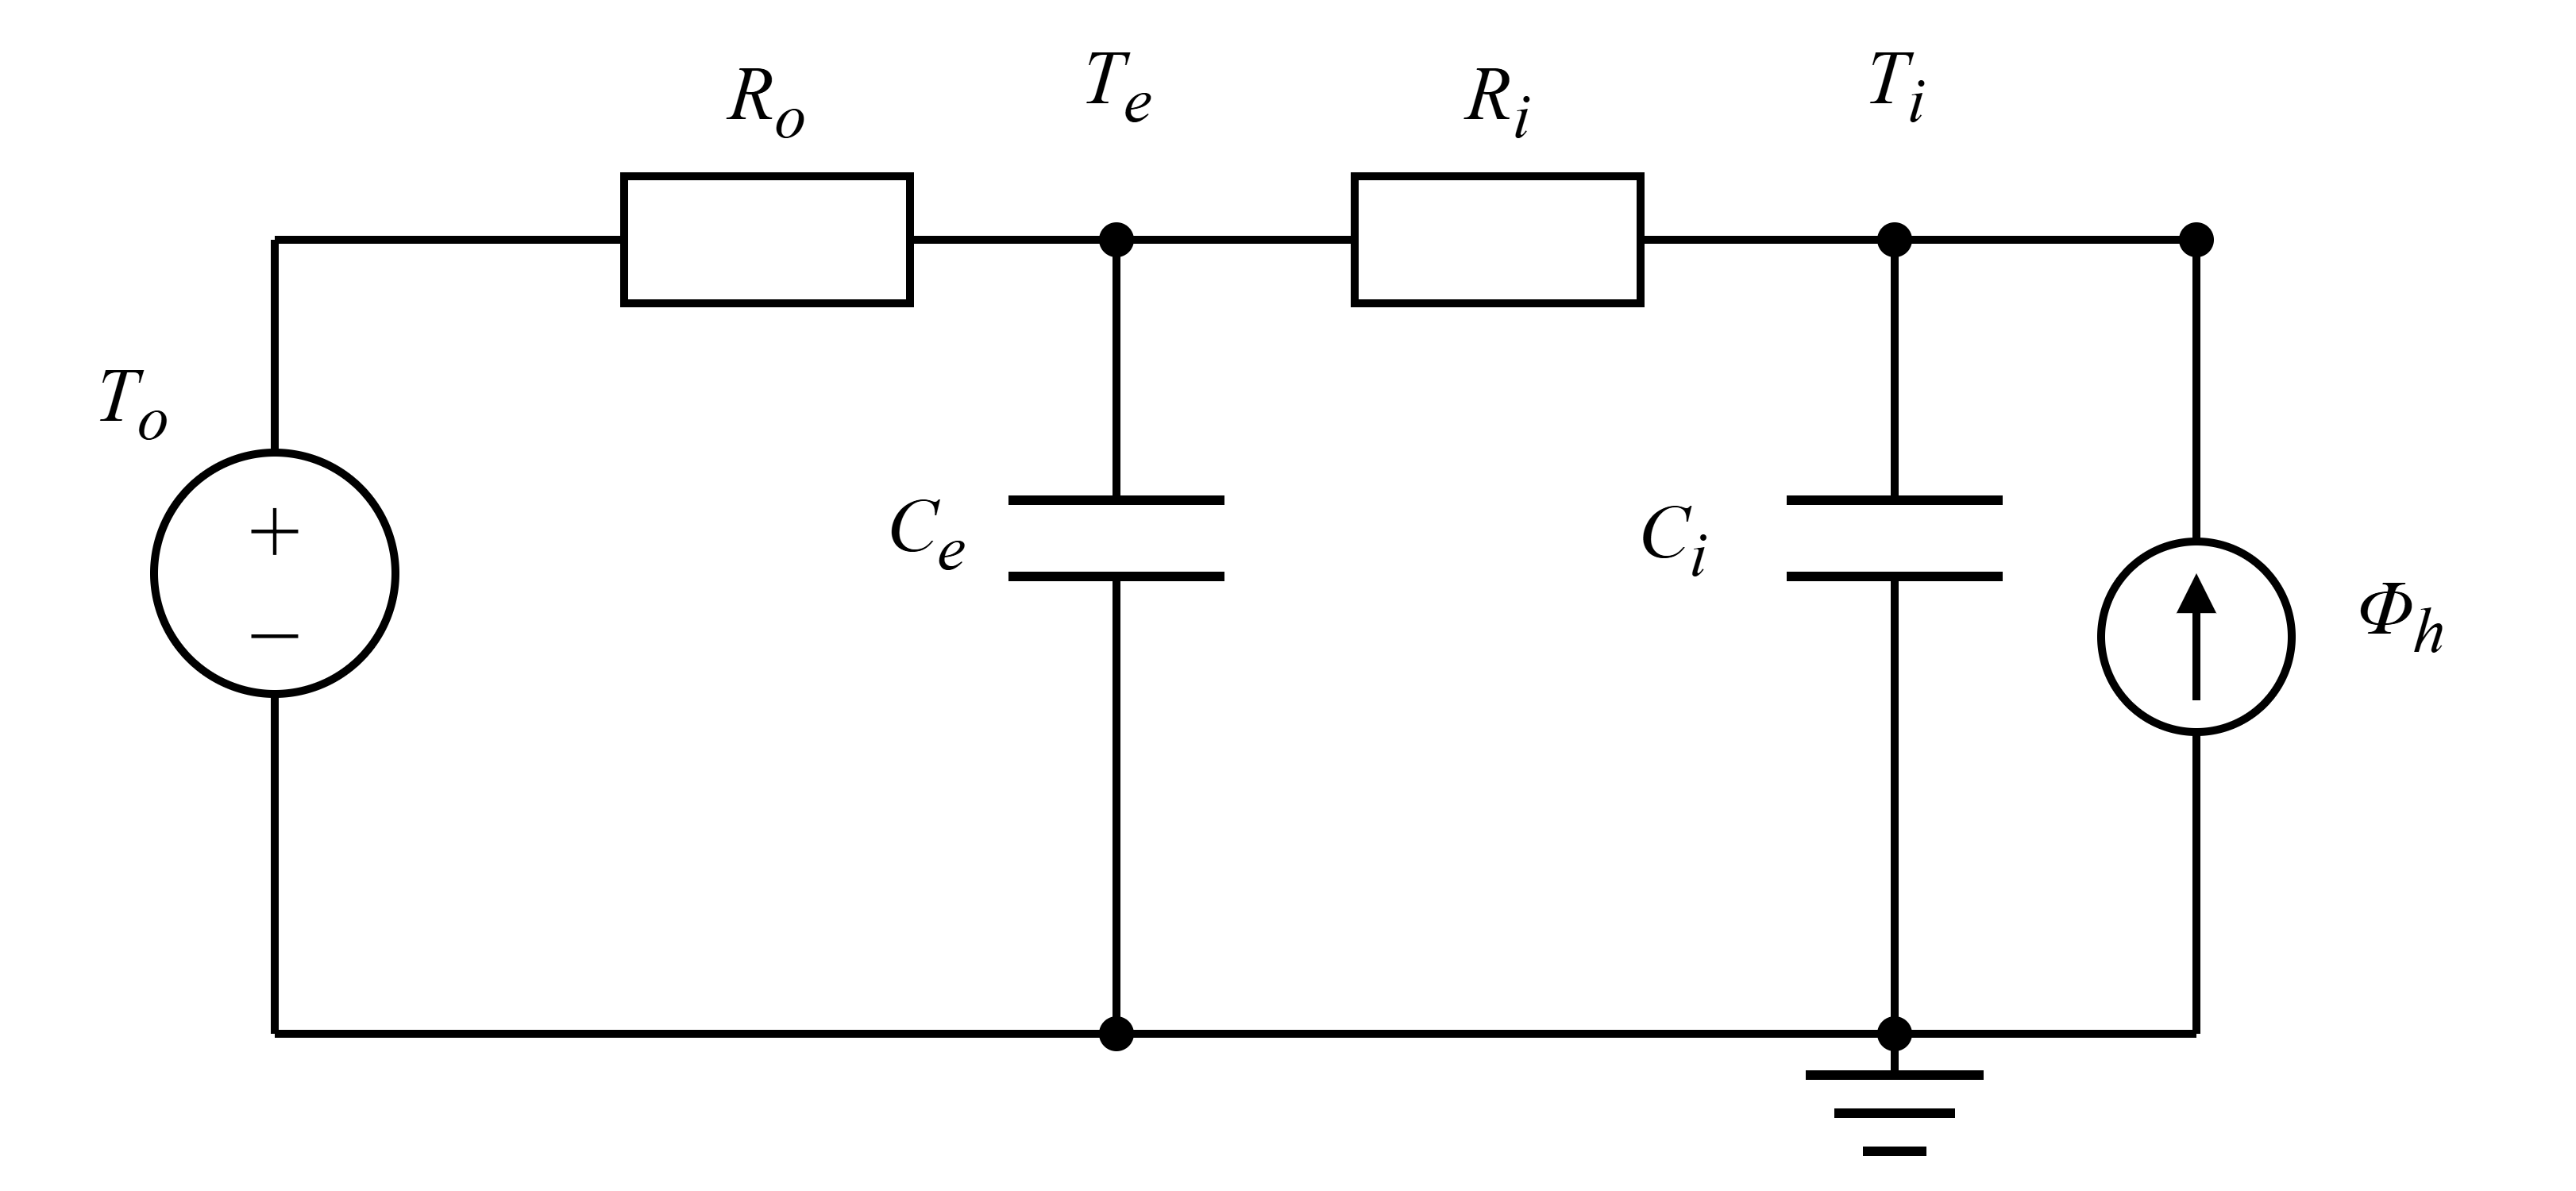 R_o
T_e
R_i
T_i
T_o
+
−
C_e
C_i
Φ_h